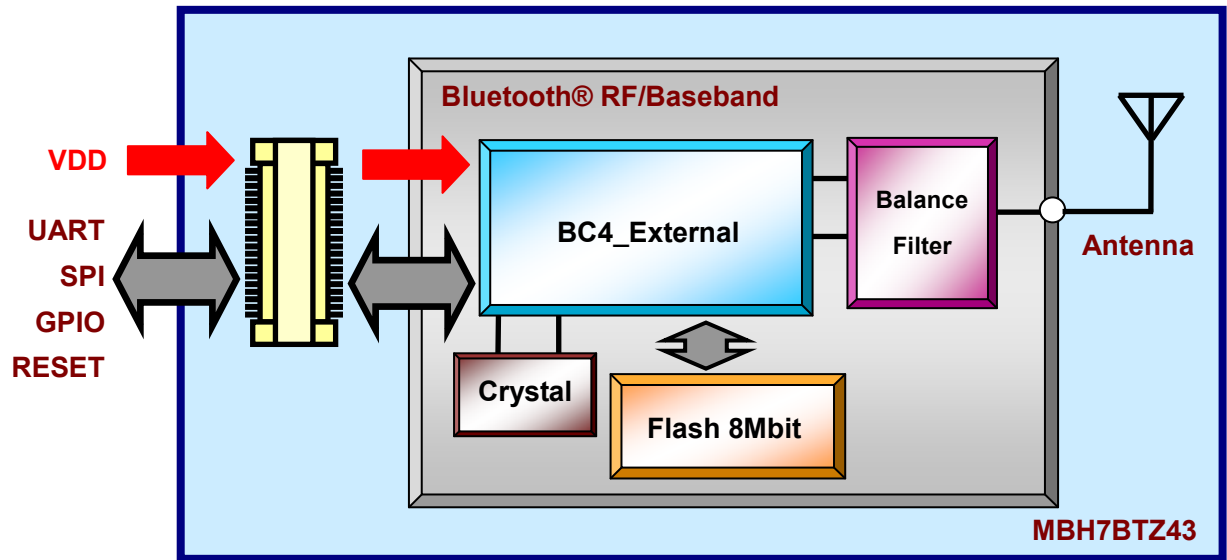 Bluetooth® RF/Baseband
VDD
UART
SPI
GPIO
RESET
BC4_External
Balance
Filter
Antenna
Crystal
Flash 8Mbit
MBH7BTZ43